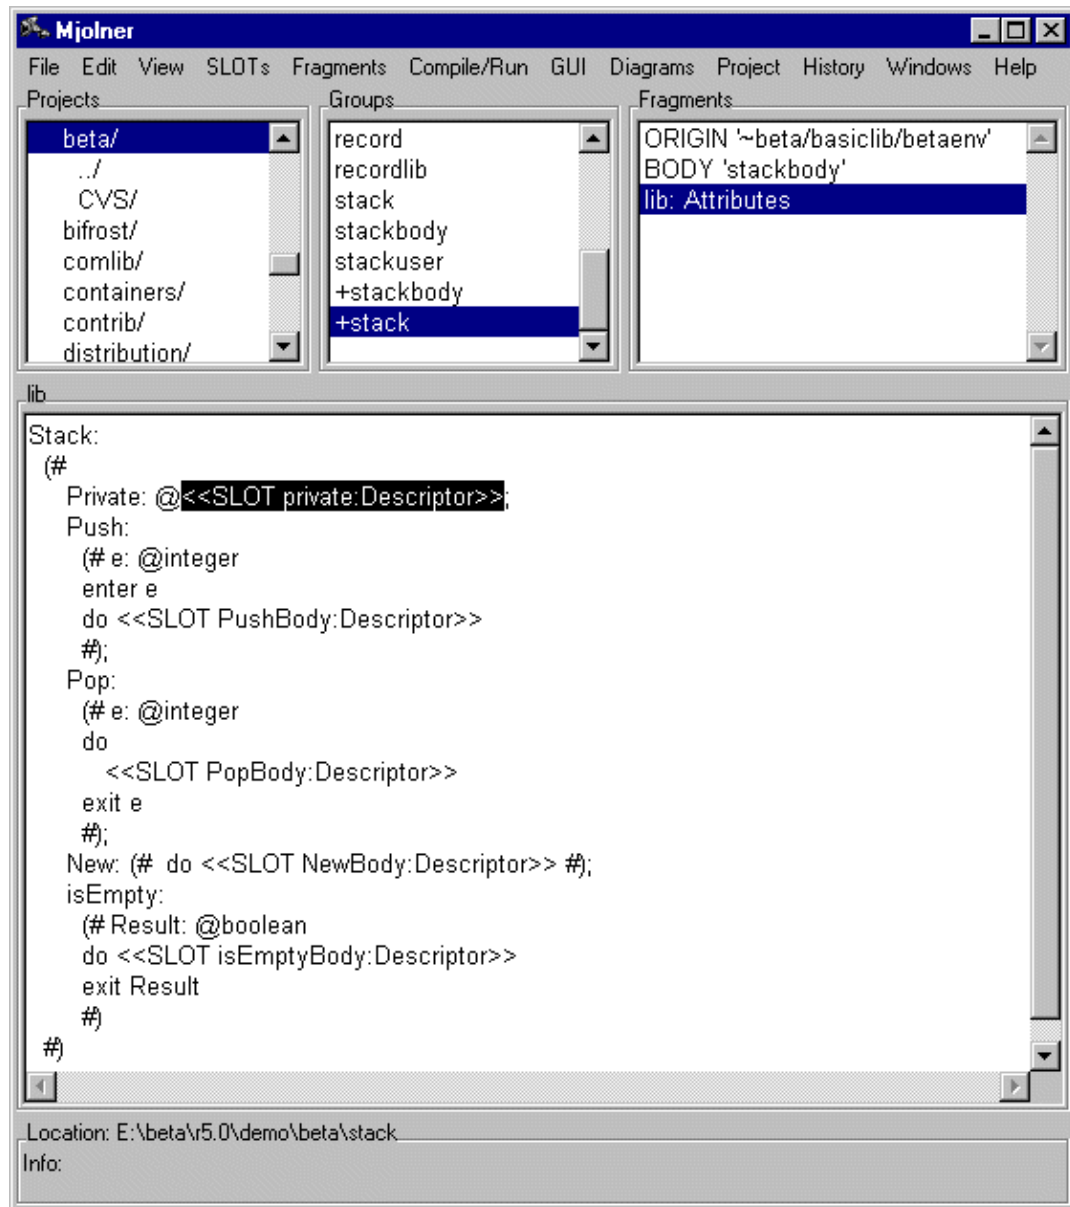 Mjolner
File Edit View SLOTs Fragments Compile/Run GUI Diagrams Project History Windows Help
Projects
beta/
../
CVS/
bifrost/
comlib/
containers/
contrib/
distribution/
Groups
record
recordlib
stack
stackbody
stackuser
+stackbody
+stack
Fragments
ORIGIN '~beta/basiclib/betaenv'
BODY 'stackbody'
lib: Attributes
lib
Stack:
(#
Private: @<<SLOT private:Descriptor>>;
Push:
(# e: @integer
enter e
do <<SLOT PushBody:Descriptor>>
#);
Pop:
(# e: @integer
do
<<SLOT PopBody:Descriptor>>
exit e
#);
New: (# do <<SLOT NewBody:Descriptor>> #);
isEmpty:
(# Result: @boolean
do <<SLOT isEmptyBody:Descriptor>>
exit Result
#)
#)
Location: E:\beta\r5.0\demo\beta\stack
Info: